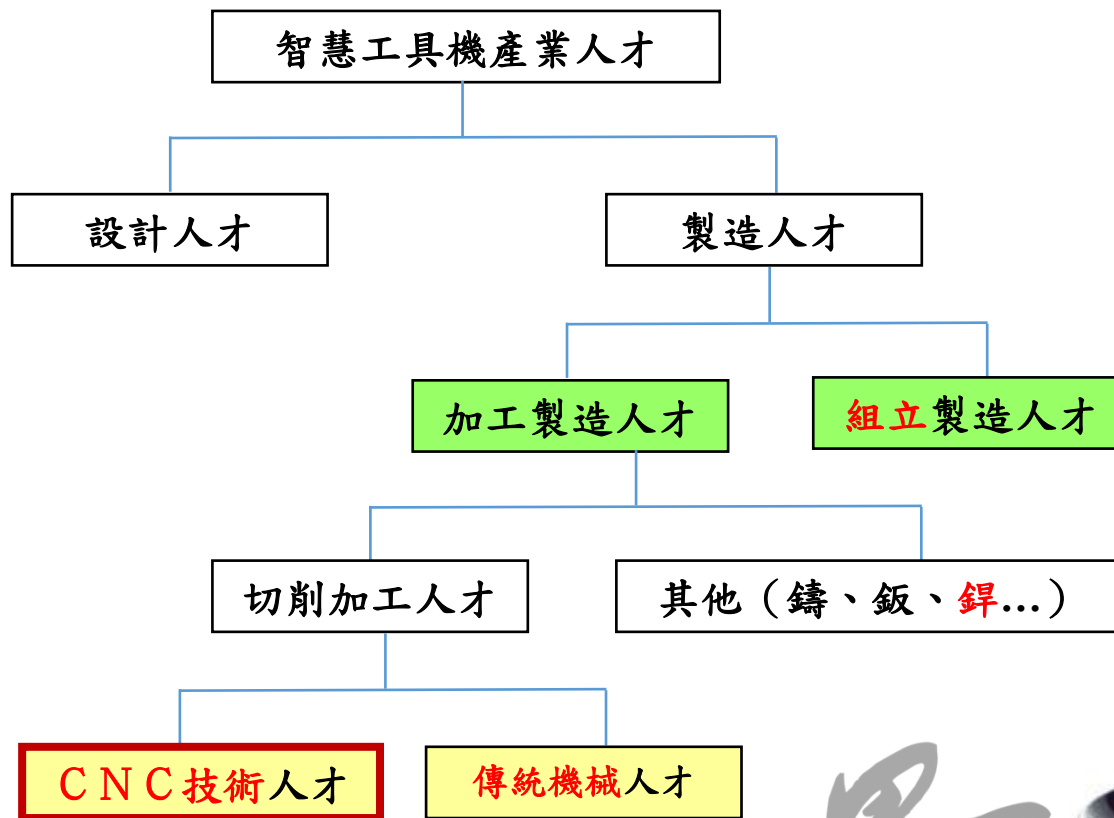 智慧工具機產業人才
設計人才
製造人才
加工製造人才
組立製造人才
切削加工人才
其他（鑄、鈑、銲...）
ＣＮＣ技術人才
傳統機械人才